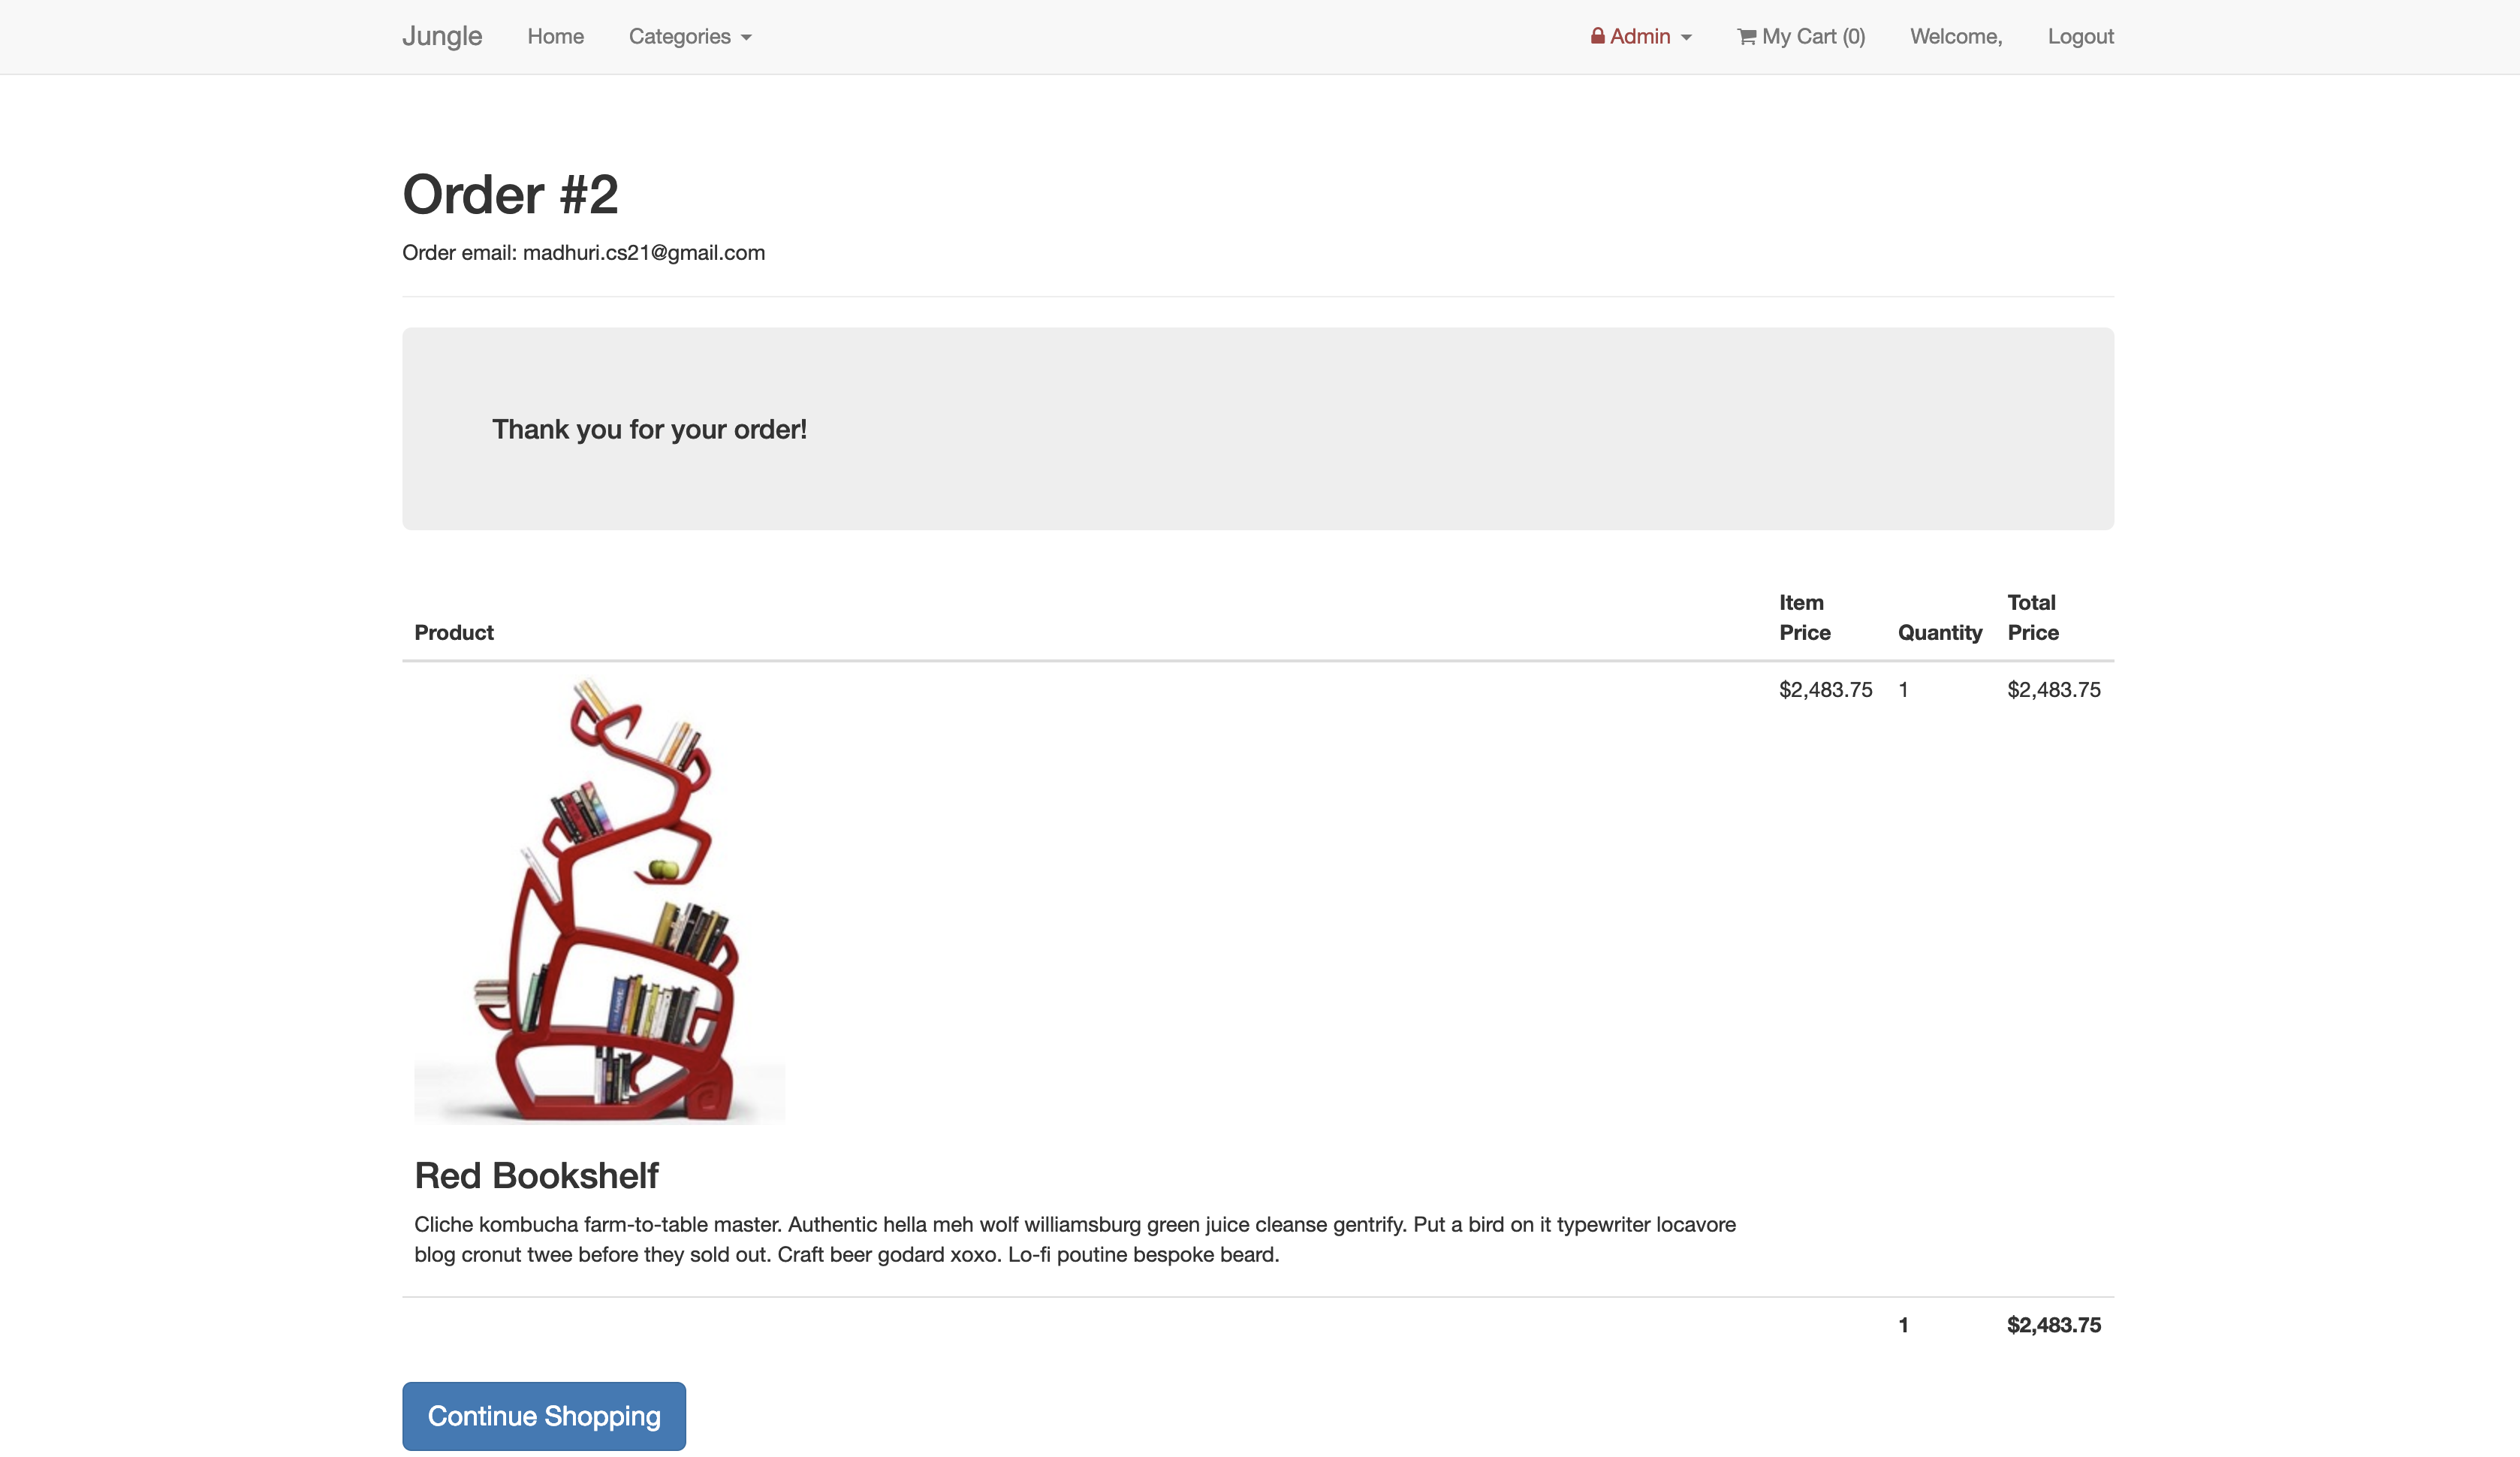 Jungle Home Categories Admin My Cart (0) Welcome, Logout
Order #2
Order email: madhuri.cs21@gmail.com
Thank you for your order!
Product Item Price Quantity Total Price
$2,483.75 1 $2,483.75
Red Bookshelf
Cliche kombucha farm-to-table master. Authentic hella meh wolf williamsburg green juice cleanse gentrify. Put a bird on it typewriter locavore
blog cronut twee before they sold out. Craft beer godard xoxo. Lo-fi poutine bespoke beard.
1 $2,483.75
Continue Shopping